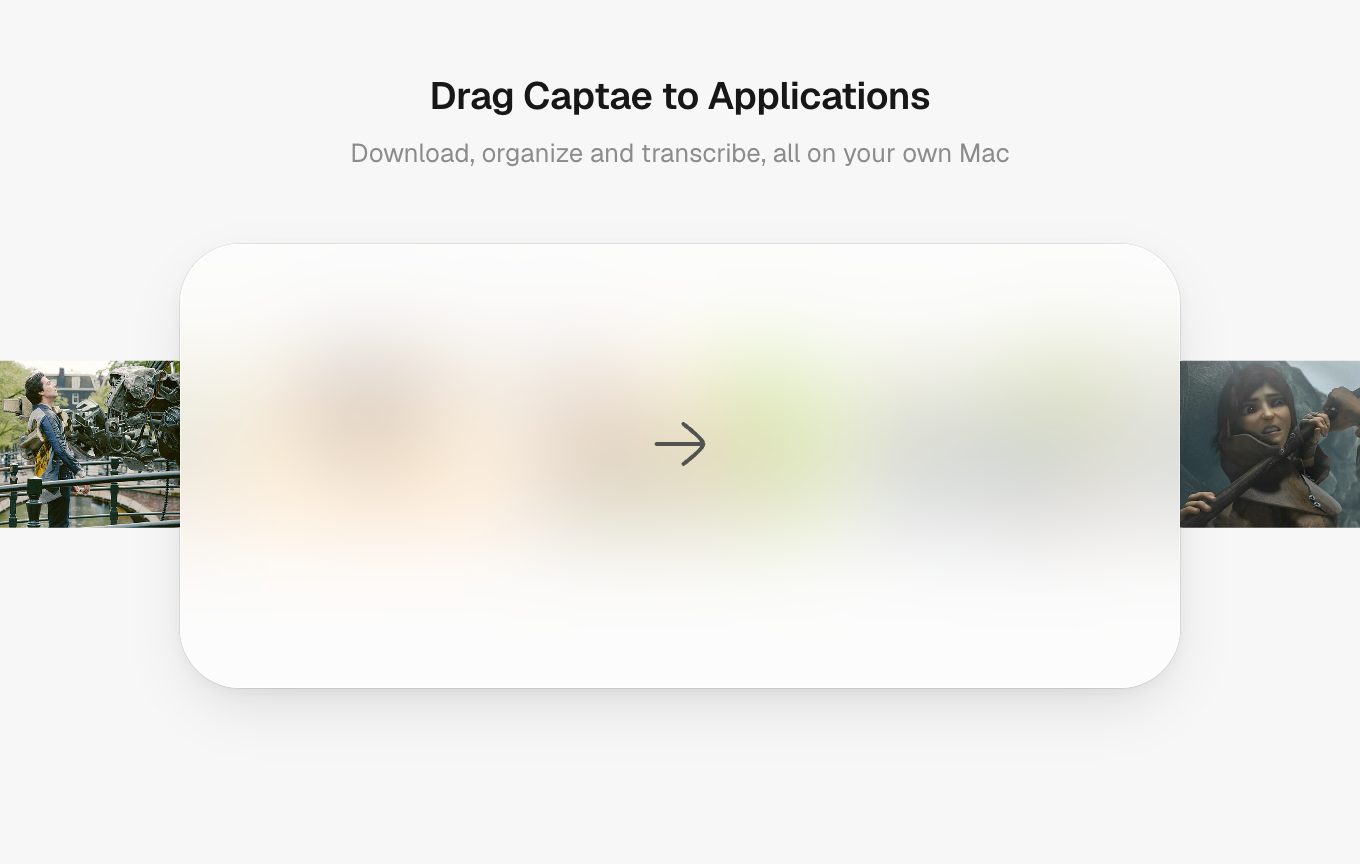 Drag Captae to Applications
Download, organize and transcribe, all on your own Mac